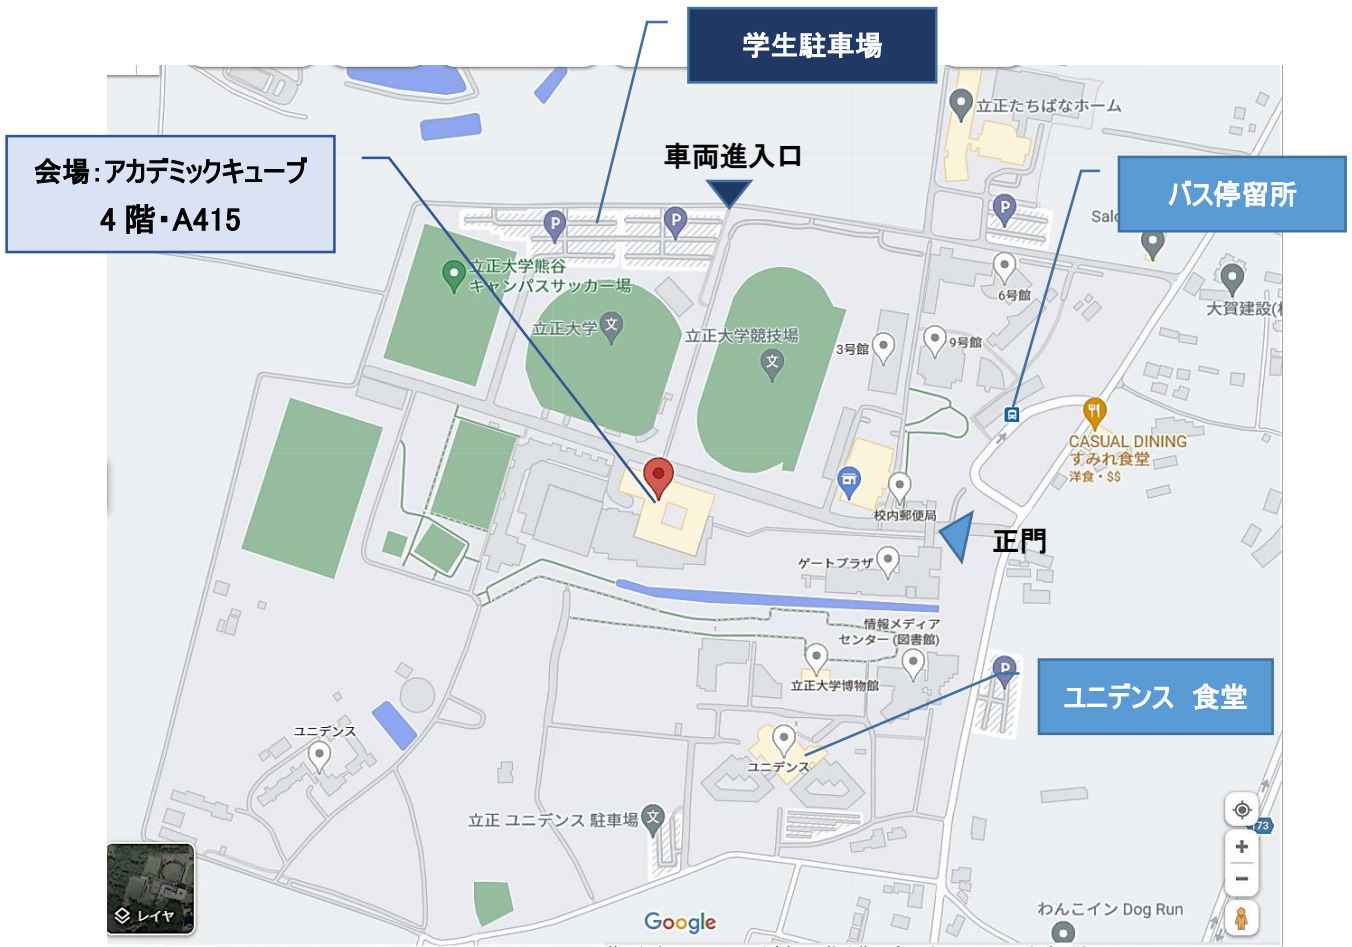 学生駐車場
会場：アカデミックキューブ
4 階・A415
車両進入口
バス停留所
立正たちばなホーム
Salo
大賀建設(
立正大学熊谷
キャンパスサッカー場
立正大学
立正大学競技場
3号館
9号館
6号館
CASUAL DINING
すみれ食堂
洋食・$$
校内郵便局
正門
ゲートプラザ
情報メディア
センター (図書館)
立正大学博物館
ユニデンス　食堂
ユニデンス
ユニデンス
立正 ユニデンス 駐車場
P
P
P
P
文
文
文
73
レイヤ
Google
わんこイン Dog Run